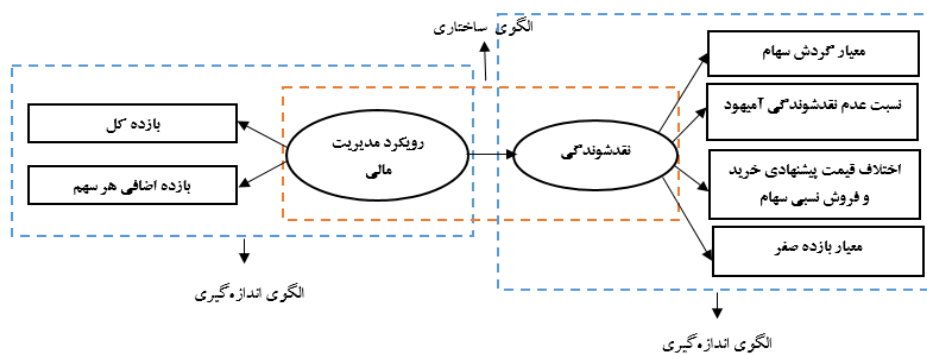 الگوی ساختاری
معیار گردش سهام
نسبت عدم نقدشوندگی آمیهود
اختلاف قیمت پیشنهادی خرید
و فروش نسبی سهام
معیار بازده صفر
نقدشوندگی
رویکرد مدیریت
مالی
بازده کل
بازده اضافی هر سهم
الگوی اندازه‌گیری
الگوی اندازه‌گیری